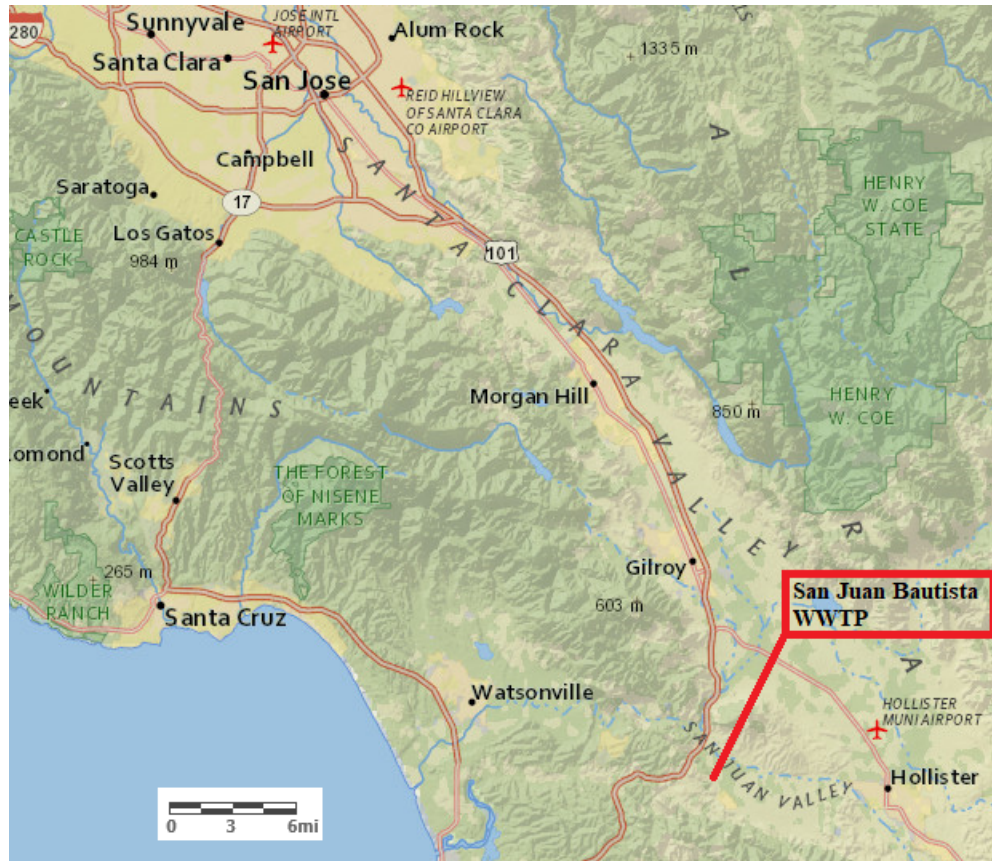 280
Sunnyvale
JOSE INTL
AIRPORT
Alum Rock
1335 m
Santa Clara
San Jose
REID HILLVIEW
OF SANTA CLARA
CO AIRPORT
Campbell
Saratoga
17
Los Gatos
984 m
CASTLE
ROCK
101
SANTA CLARA VALLEY
HENRY
W. COE
STATE
MOUNTAINS
Morgan Hill
850 m
HENRY
W. COE
eek
lomond
Scotts
Valley
THE FOREST
OF NISENE
MARKS
265 m
WILDER
RANCH
Santa Cruz
Gilroy
603 m
San Juan Bautista
WWTP
Watsonville
SAN JUAN VALLEY
HOLLISTER
MUNI AIRPORT
Hollister
0 3 6mi